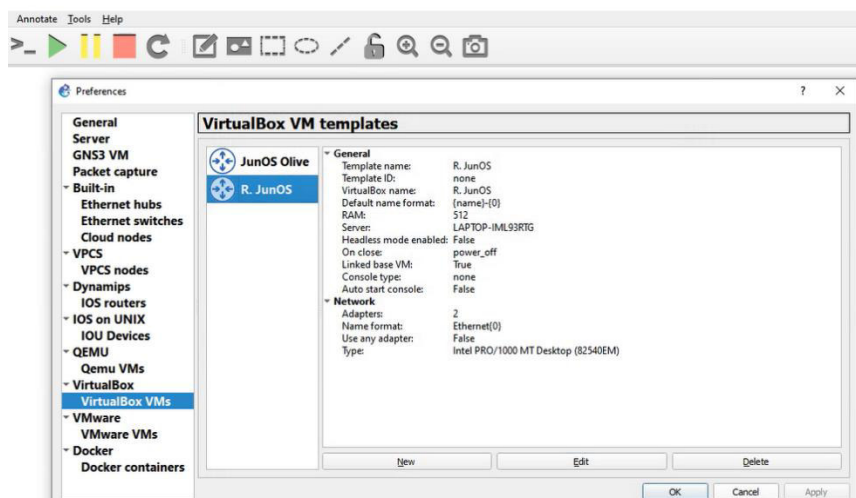 Annotate Tools Help
Preferences
General
Server
GNS3 VM
Packet capture
Built-in
Ethernet hubs
Ethernet switches
Cloud nodes
VPCS
VPCS nodes
Dynamips
IOS routers
IOS on UNIX
IOU Devices
QEMU
Qemu VMs
VirtualBox
VirtualBox VMs
VMware
VMware VMs
Docker
Docker containers
VirtualBox VM templates
JunOS Olive
R. JunOS
General
Template name: R. JunOS
Template ID: none
VirtualBox name: R. JunOS
Default name format: {name}-{0}
RAM: 512
Server: LAPTOP-IML93RTG
Headless mode enabled: False
On close: power_off
Linked base VM: True
Console type: none
Auto start console: False
Network
Adapters: 2
Name format: Ethernet{0}
Use any adapter: False
Type: Intel PRO/1000 MT Desktop (82540EM)
New Edit Delete
OK Cancel Apply